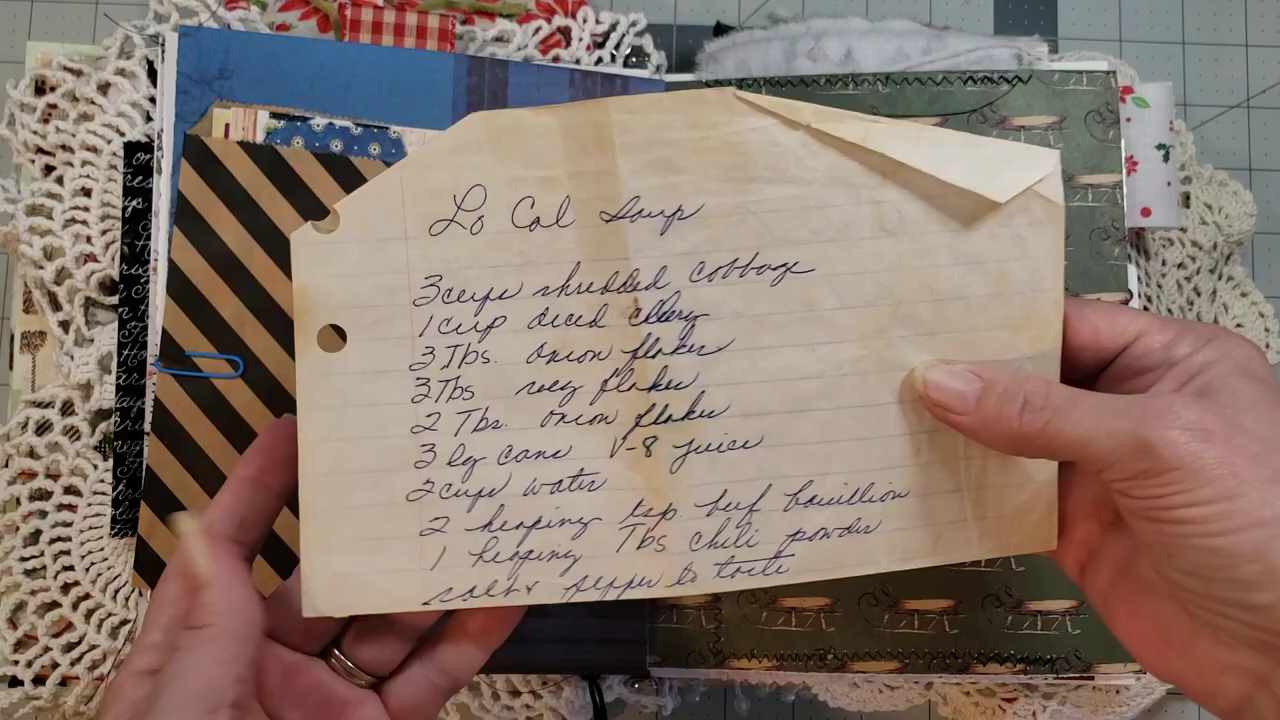 Lo Cal Soup
3 cups shredded cabbage
1 cup diced celery
3 Tbs. onion flakes
3 Tbs veg flakes
2 Tbs. onion flakes
3 lg cans V-8 juice
2 cups water
2 heaping tsp. beef bouillion
1 heaping Tbs chili powder
salt & pepper to taste